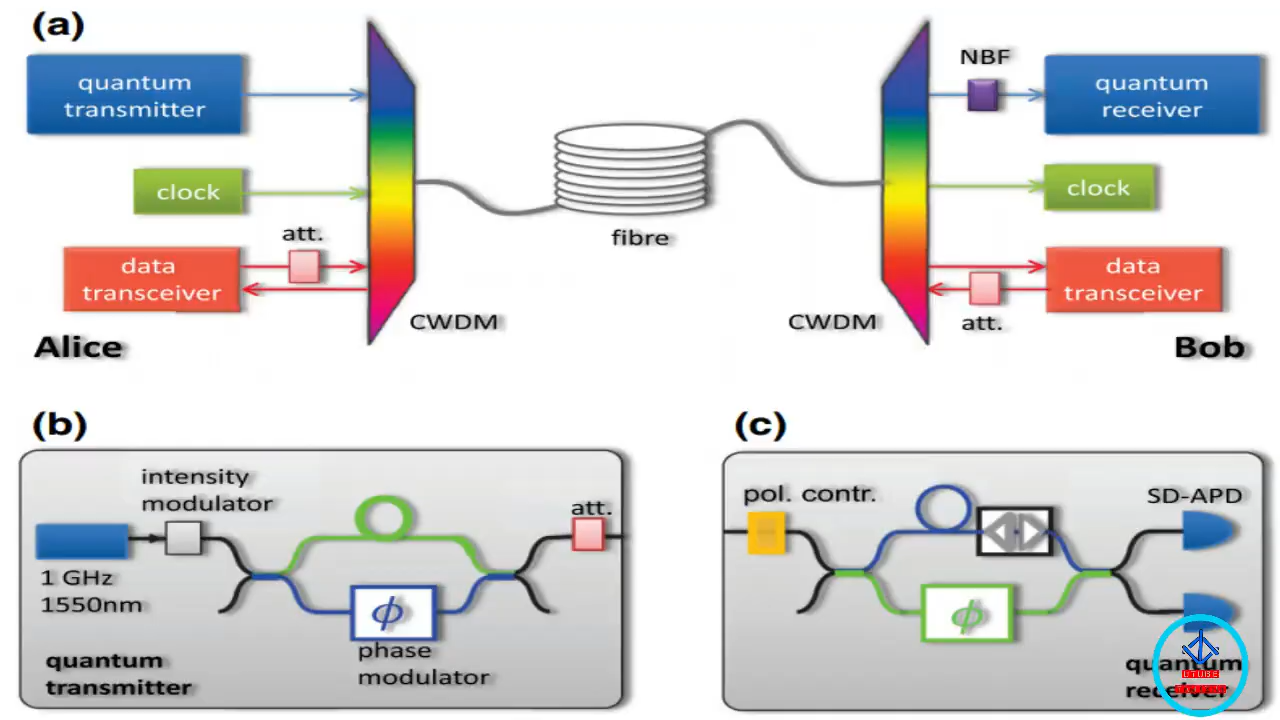 (a)
quantum
transmitter
clock
att.
data
transceiver
Alice
CWDM
fibre
NBF
quantum
receiver
clock
data
transceiver
att.
CWDM
Bob
(b)
intensity
modulator
att.
1 GHz
1550nm
ϕ
phase
modulator
quantum
transmitter
(c)
pol. contr.
SD-APD
ϕ
quantum
receiver
UTUBE